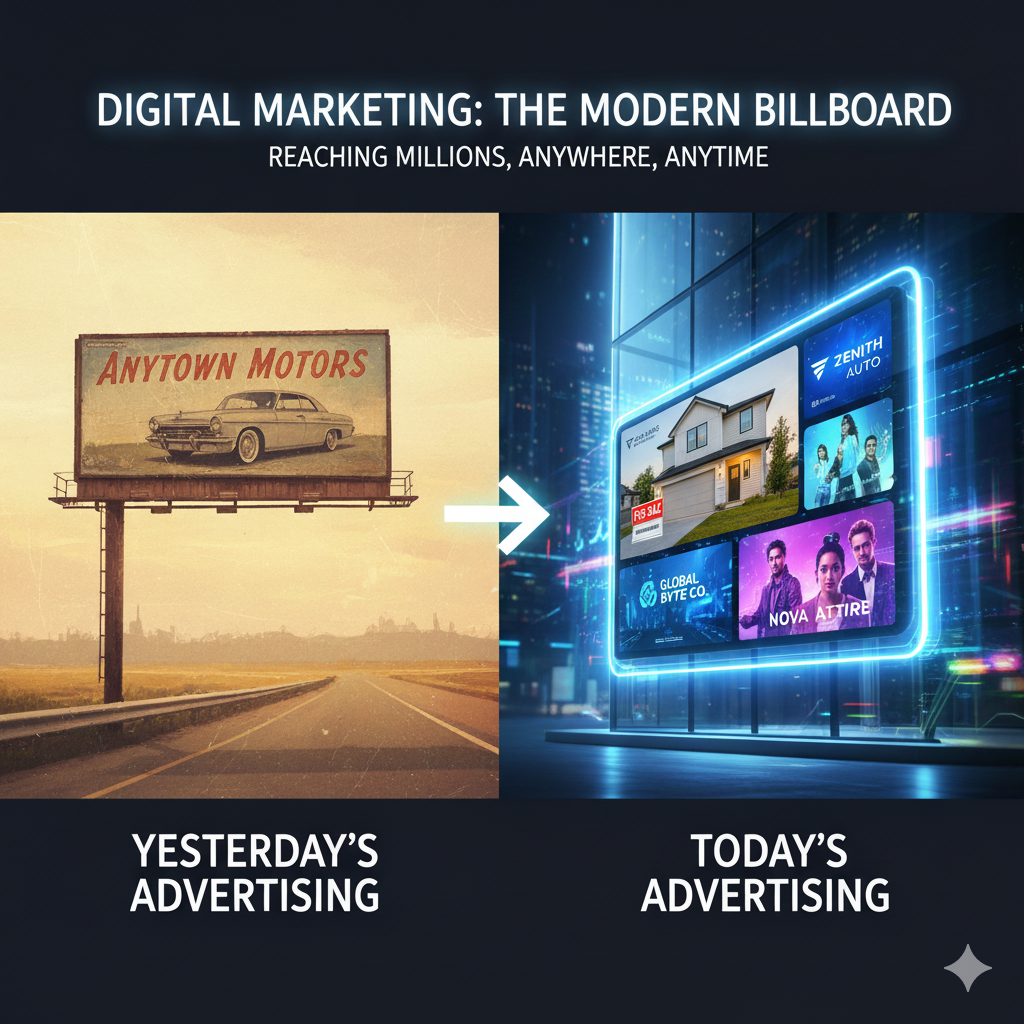 DIGITAL MARKETING: THE MODERN BILLBOARD
REACHING MILLIONS, ANYWHERE, ANYTIME
ANYTOWN MOTORS
ZENITH
AUTO
GLOBAL
BYTE CO.
NOVA ATTIRE
YESTERDAY'S
ADVERTISING
TODAY'S
ADVERTISING